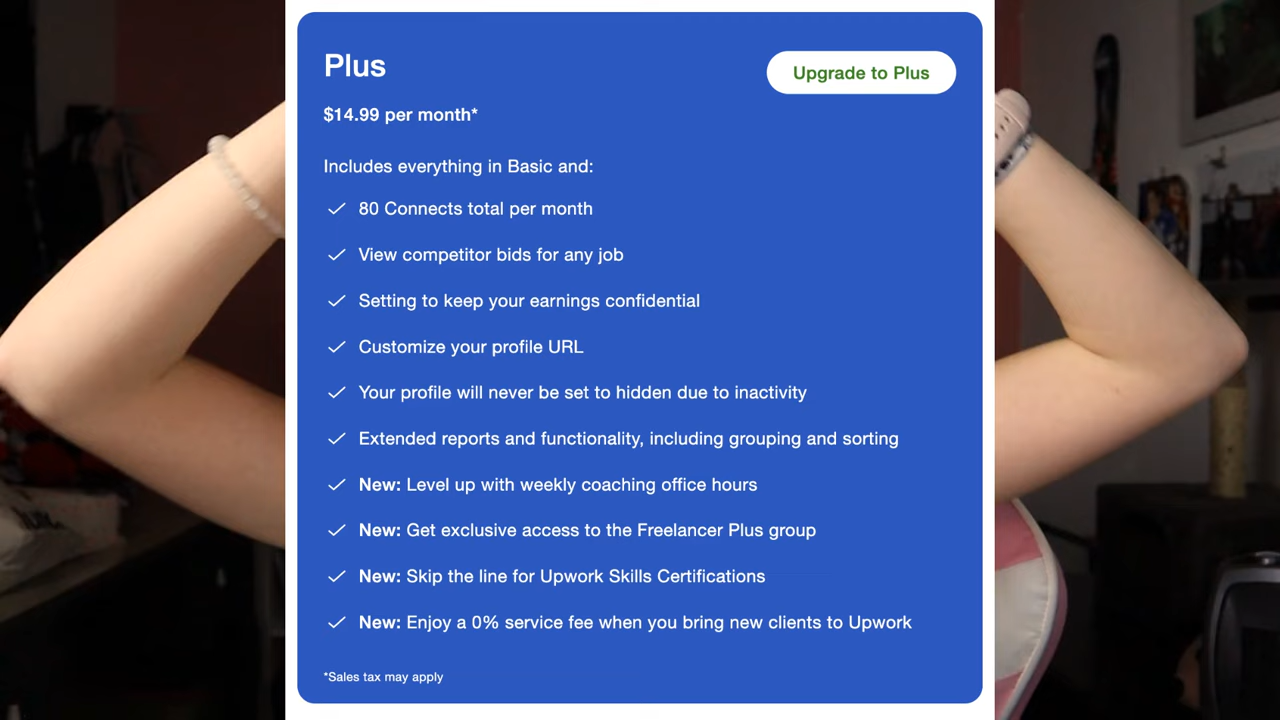 Plus
Upgrade to Plus
$14.99 per month*
Includes everything in Basic and:
80 Connects total per month
View competitor bids for any job
Setting to keep your earnings confidential
Customize your profile URL
Your profile will never be set to hidden due to inactivity
Extended reports and functionality, including grouping and sorting
New: Level up with weekly coaching office hours
New: Get exclusive access to the Freelancer Plus group
New: Skip the line for Upwork Skills Certifications
New: Enjoy a 0% service fee when you bring new clients to Upwork
*Sales tax may apply